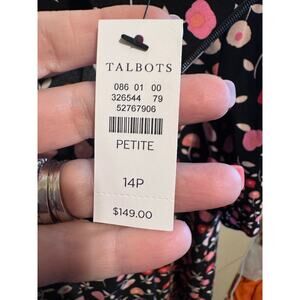 TALBOTS
086 01 00
326544 79
52767906
PETITE
14P
$149.00